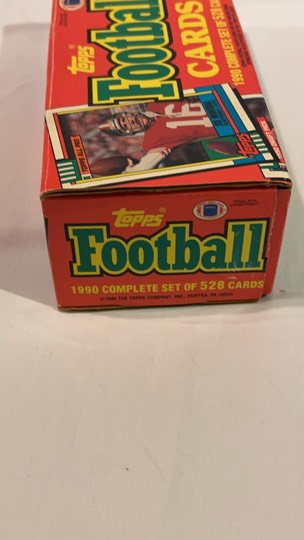 Topps
Football
CARDS
1990 COMPLETE SET OF 528 CARDS
16
Topps
Topps
Football
1990 COMPLETE SET OF 528 CARDS
© 1990 THE TOPPS COMPANY, INC., DURYEA, PA 18642